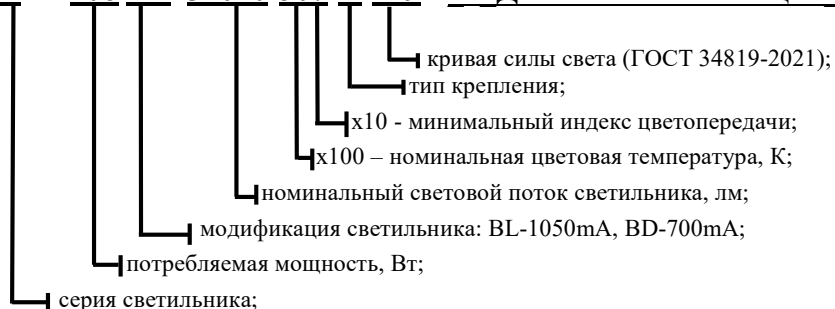 кривая силы света (ГОСТ 34819-2021);
тип крепления;
х10 - минимальный индекс цветопередачи;
х100 – номинальная цветовая температура, К;
номинальный световой поток светильника, лм;
модификация светильника: BL-1050mA, BD-700mA;
потребляемая мощность, Вт;
серия светильника;